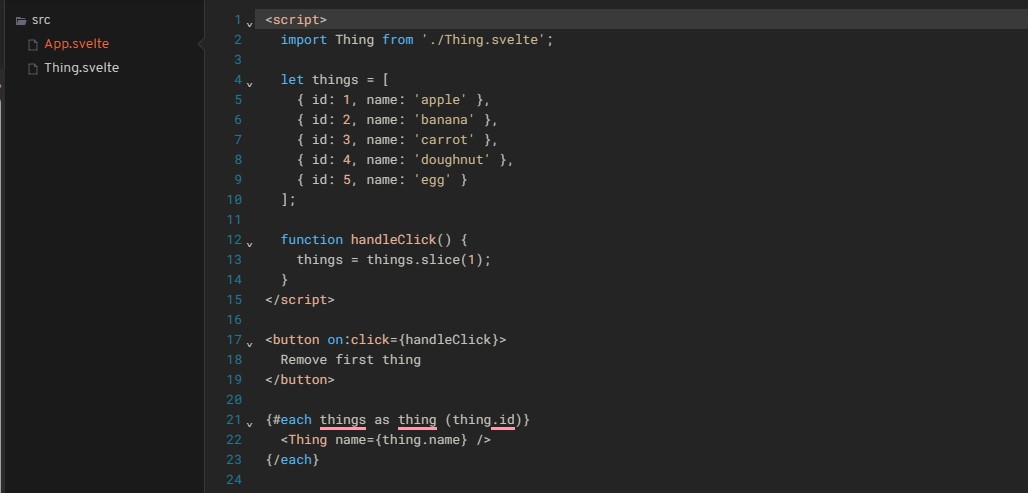 src
App.svelte
Thing.svelte
1 <script>
2 import Thing from './Thing.svelte';
3
4 let things = [
5 { id: 1, name: 'apple' },
6 { id: 2, name: 'banana' },
7 { id: 3, name: 'carrot' },
8 { id: 4, name: 'doughnut' },
9 { id: 5, name: 'egg' }
10 ];
11
12 function handleClick() {
13 things = things.slice(1);
14 }
15 </script>
16
17 <button on:click={handleClick}>
18 Remove first thing
19 </button>
20
21 {#each things as thing (thing.id)}
22 <Thing name={thing.name} />
23 {/each}
24